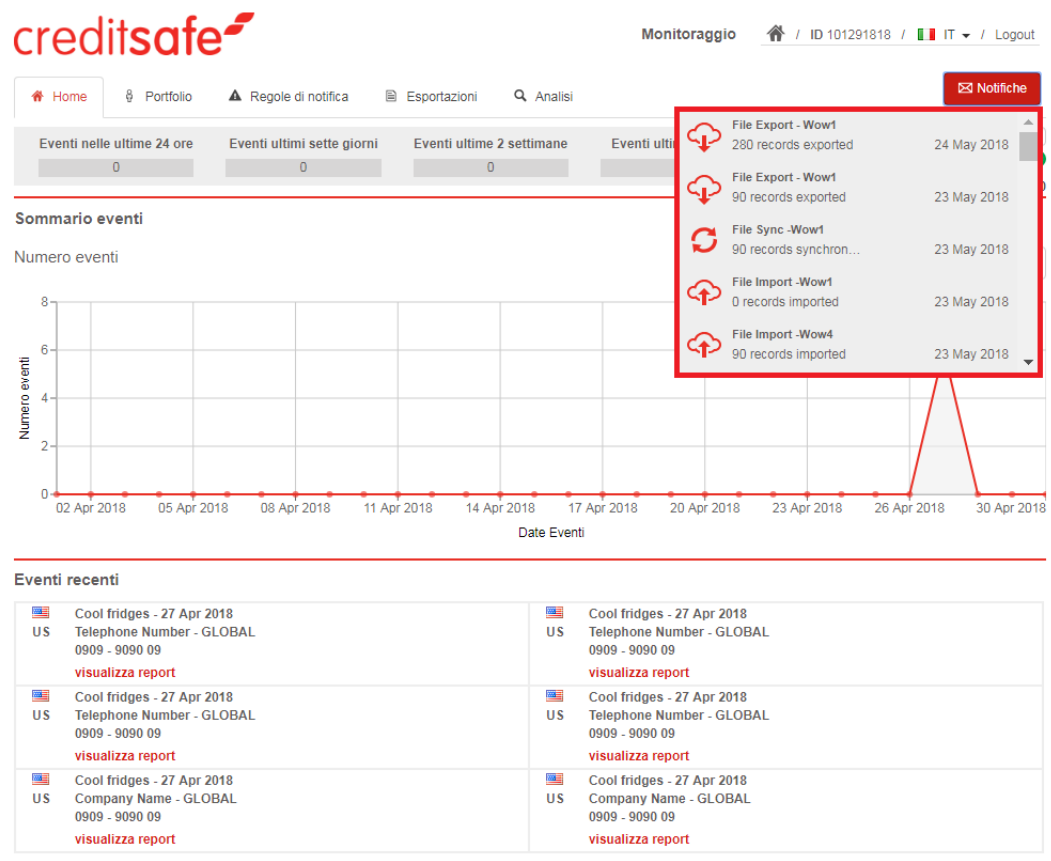 creditsafe
Monitoraggio / ID 101291818 / IT / Logout
Home Portfolio Regole di notifica Esportazioni Analisi Notifiche
Eventi nelle ultime 24 ore Eventi ultimi sette giorni Eventi ultime 2 settimane Eventi
0 0 0
File Export - Wow1
280 records exported 24 May 2018
File Export - Wow1
90 records exported 23 May 2018
File Sync -Wow1
90 records synchron... 23 May 2018
File Import -Wow1
0 records imported 23 May 2018
File Import -Wow4
90 records imported 23 May 2018
Sommario eventi
Numero eventi
8
6
4
2
0
Numero eventi
02 Apr 2018 05 Apr 2018 08 Apr 2018 11 Apr 2018 14 Apr 2018 17 Apr 2018 20 Apr 2018 23 Apr 2018 26 Apr 2018 30 Apr 2018
Date Eventi
Eventi recenti
Cool fridges - 27 Apr 2018
US Telephone Number - GLOBAL
0909 - 9090 09
visualizza report
Cool fridges - 27 Apr 2018
US Telephone Number - GLOBAL
0909 - 9090 09
visualizza report
Cool fridges - 27 Apr 2018
US Telephone Number - GLOBAL
0909 - 9090 09
visualizza report
Cool fridges - 27 Apr 2018
US Telephone Number - GLOBAL
0909 - 9090 09
visualizza report
Cool fridges - 27 Apr 2018
US Company Name - GLOBAL
0909 - 9090 09
visualizza report
Cool fridges - 27 Apr 2018
US Company Name - GLOBAL
0909 - 9090 09
visualizza report